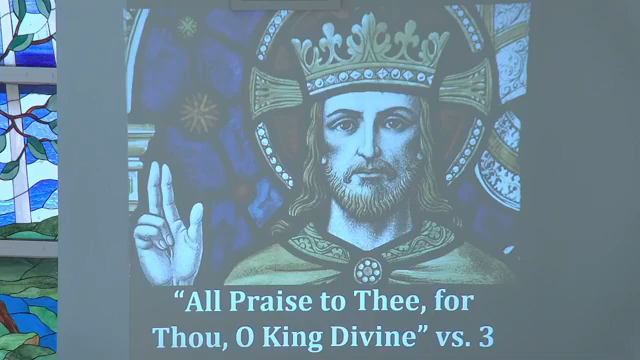 “All Praise to Thee, for
Thou, O King Divine” vs. 3